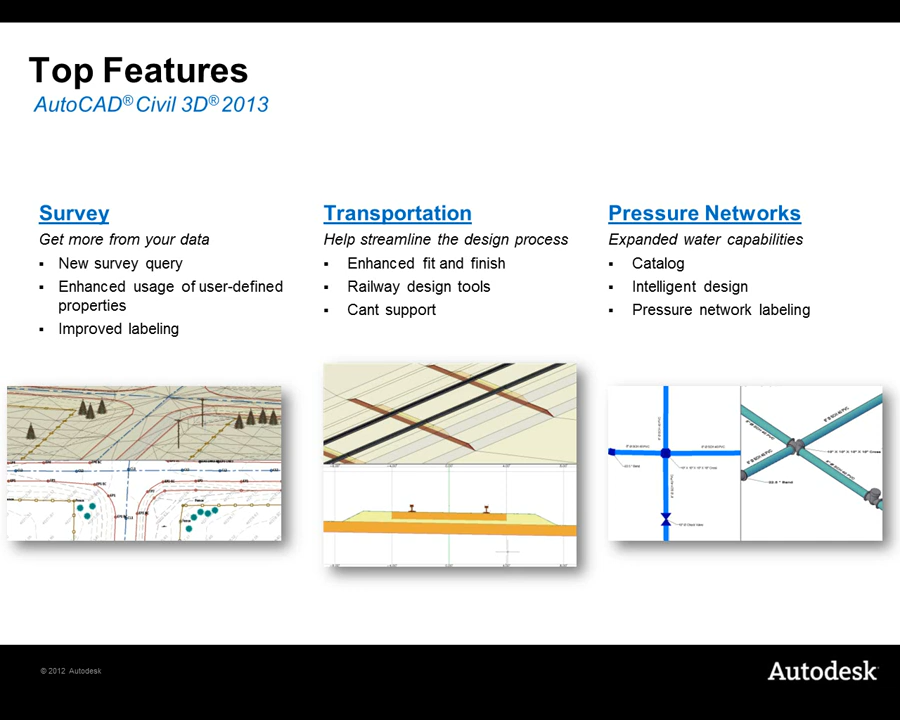 Top Features
AutoCAD® Civil 3D® 2013
Survey
Get more from your data
▪ New survey query
▪ Enhanced usage of user-defined
properties
▪ Improved labeling
Transportation
Help streamline the design process
▪ Enhanced fit and finish
▪ Railway design tools
▪ Cant support
Pressure Networks
Expanded water capabilities
▪ Catalog
▪ Intelligent design
▪ Pressure network labeling
© 2012 Autodesk
Autodesk